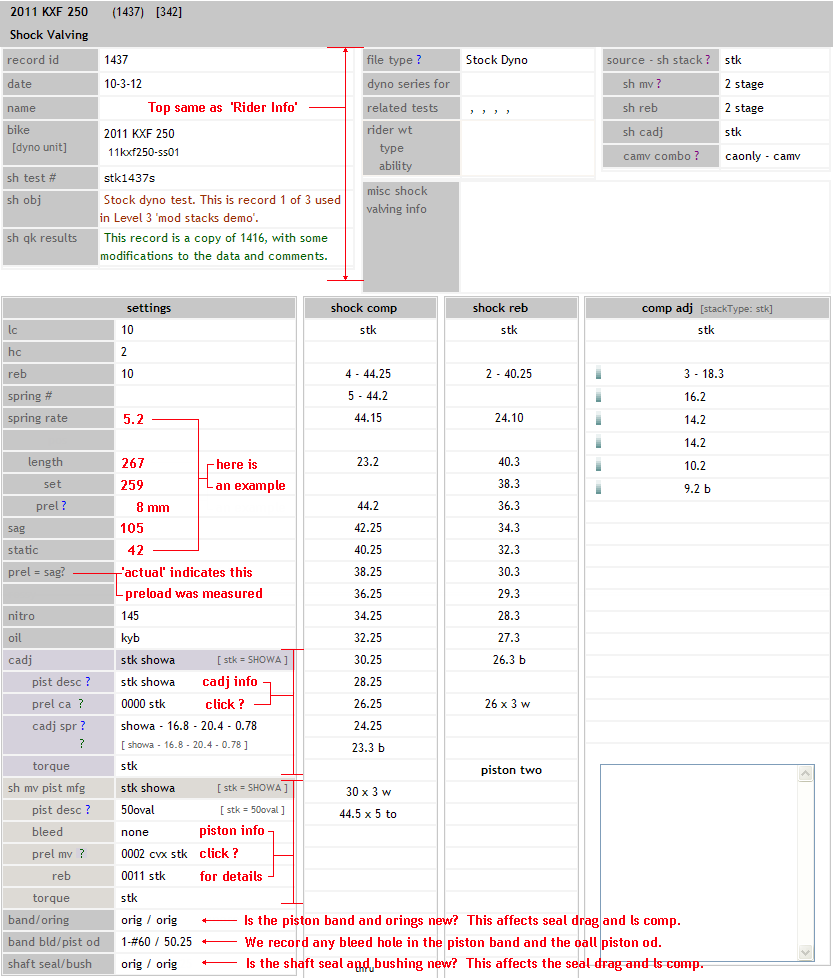 2011 KXF 250 (1437) [342]
Shock Valving
record id 1437
date 10-3-12
name
Top same as 'Rider Info'
bike 2011 KXF 250
[dyno unit] 11kxf250-ss01
sh test # stk1437s
sh obj Stock dyno test. This is record 1 of 3 used
in Level 3 'mod stacks demo'.
sh qk results This record is a copy of 1416, with some
modifications to the data and comments.
file type ? Stock Dyno
dyno series for
related tests , , , ,
rider wt
type
ability
misc shock
valving info
source - sh stack ? stk
sh mv ? 2 stage
sh reb 2 stage
sh cadj stk
camv combo ? caonly - camv
settings
lc 10
hc 2
reb 10
spring #
spring rate 5.2
length 267
set 259
prel ? 8 mm
sag 105
static 42
here is
an example
prel = sag? 'actual' indicates this
preload was measured
nitro 145
oil kyb
cadj stk showa [ stk = SHOWA ]
pist desc ? stk showa
prel ca ? 0000 stk
cadj info
click ?
cadj spr ? showa - 16.8 - 20.4 - 0.78
? [ showa - 16.8 - 20.4 - 0.78 ]
torque stk
sh mv pist mfg stk showa [ stk = SHOWA ]
pist desc ? 50oval [ stk = 50oval ]
bleed none
prel mv ? 0002 cvx stk
reb 0011 stk
piston info
click ?
for details
torque stk
band/oring orig / orig Is the piston band and orings new? This affects seal drag and ls comp.
band bld/pist od 1-#60 / 50.25 We record any bleed hole in the piston band and the oall piston od.
shaft seal/bush orig / orig Is the shaft seal and bushing new? This affects the seal drag and ls comp.
shock comp
stk
4 - 44.25
5 - 44.2
44.15
23.2
44.2
42.25
40.25
38.25
36.25
34.25
32.25
30.25
28.25
26.25
24.25
23.3 b
30 x 3 w
44.5 x 5 to
thru
shock reb
stk
2 - 40.25
24.10
40.3
38.3
36.3
34.3
32.3
30.3
29.3
28.3
27.3
26.3 b
26 x 3 w
piston two
comp adj [stackType: stk]
stk
3 - 18.3
16.2
14.2
14.2
10.2
9.2 b